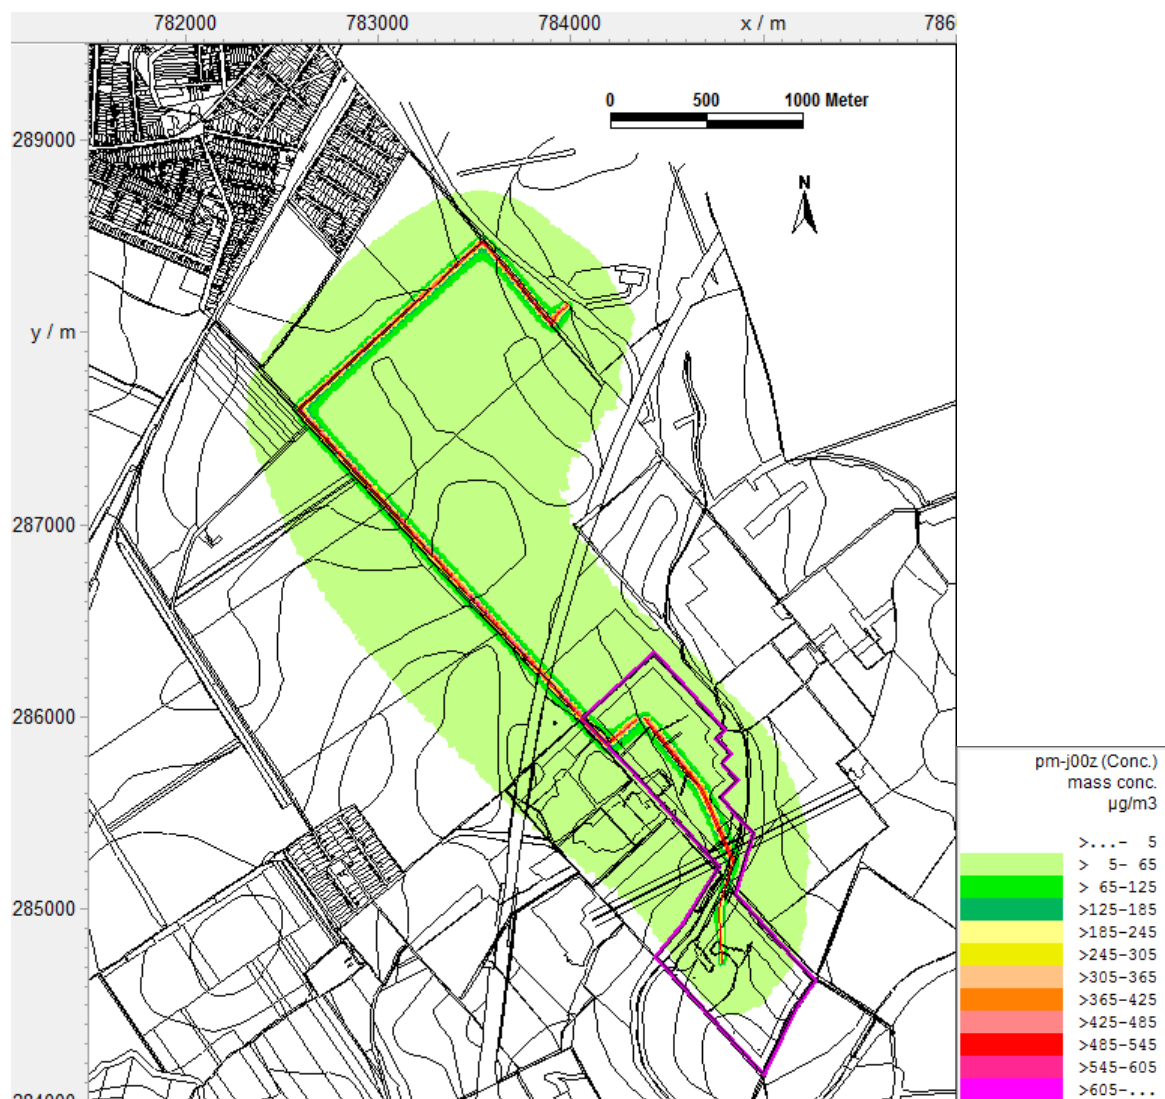 782000 783000 784000 x / m 786
0 500 1000 Meter
289000
N
y / m
287000
286000
285000
284000
pm-j00z (Conc.)
mass conc.
µg/m3
>...- 5
> 5- 65
> 65-125
>125-185
>185-245
>245-305
>305-365
>365-425
>425-485
>485-545
>545-605
>605-...